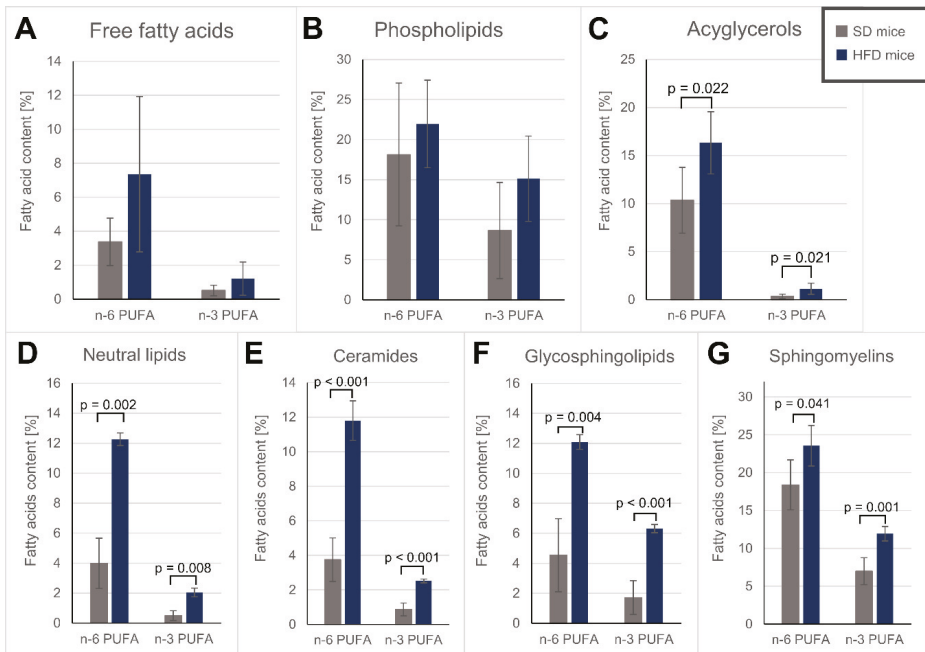 A Free fatty acids
Fatty acid content [%]
14
12
10
8
6
4
2
0
n-6 PUFA n-3 PUFA
B Phospholipids
Fatty acid content [%]
30
25
20
15
10
5
0
n-6 PUFA n-3 PUFA
C Acyglycerols
SD mice
HFD mice
Fatty acid content [%]
25
20
15
10
5
0
p = 0.022
p = 0.021
n-6 PUFA n-3 PUFA
D Neutral lipids
Fatty acids content [%]
16
14
12
10
8
6
4
2
0
p = 0.002
p = 0.008
n-6 PUFA n-3 PUFA
E Ceramides
Fatty acids content [%]
14
12
10
8
6
4
2
0
p < 0.001
p < 0.001
n-6 PUFA n-3 PUFA
F Glycosphingolipids
Fatty acids content [%]
16
14
12
10
8
6
4
2
0
p = 0.004
p <0.001
n-6 PUFA n-3 PUFA
G Sphingomyelins
Fatty acids content [%]
30
25
20
15
10
5
0
p = 0.041
p = 0.001
n-6 PUFA n-3 PUFA